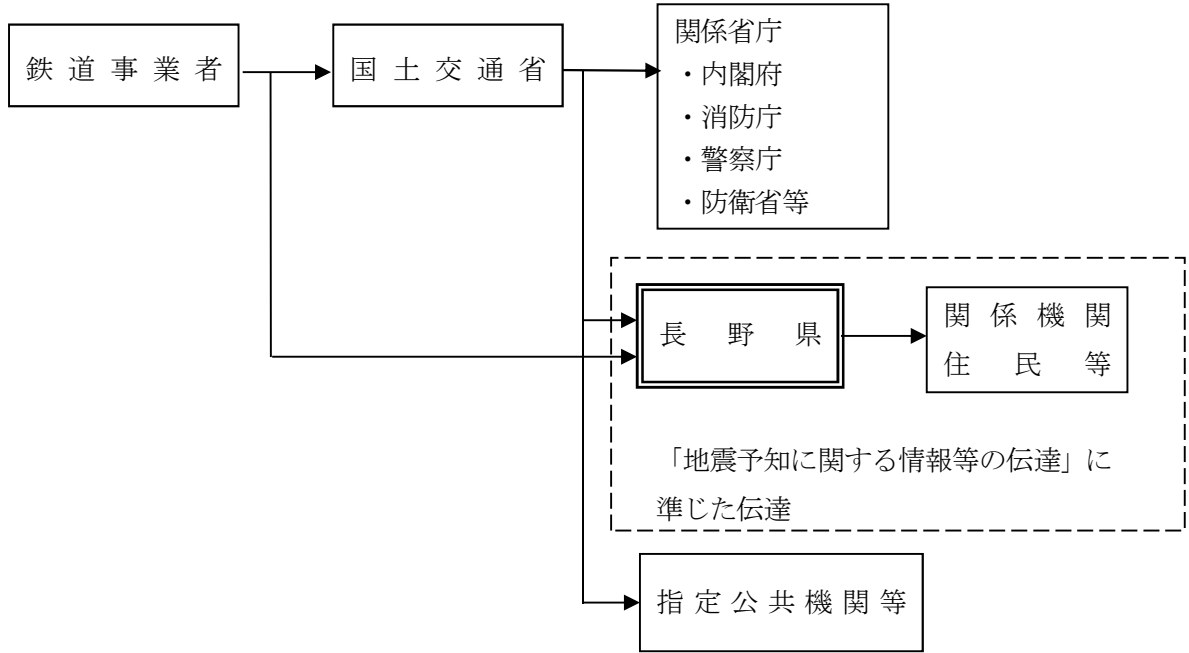 鉄道事業者
国土交通省
関係省庁
・内閣府
・消防庁
・警察庁
・防衛省等
長野県
関係機関
住民等
「地震予知に関する情報等の伝達」に
準じた伝達
指定公共機関等